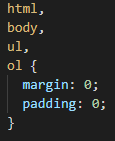 html,
body,
ul,
ol {
  margin: 0;
  padding: 0;
}